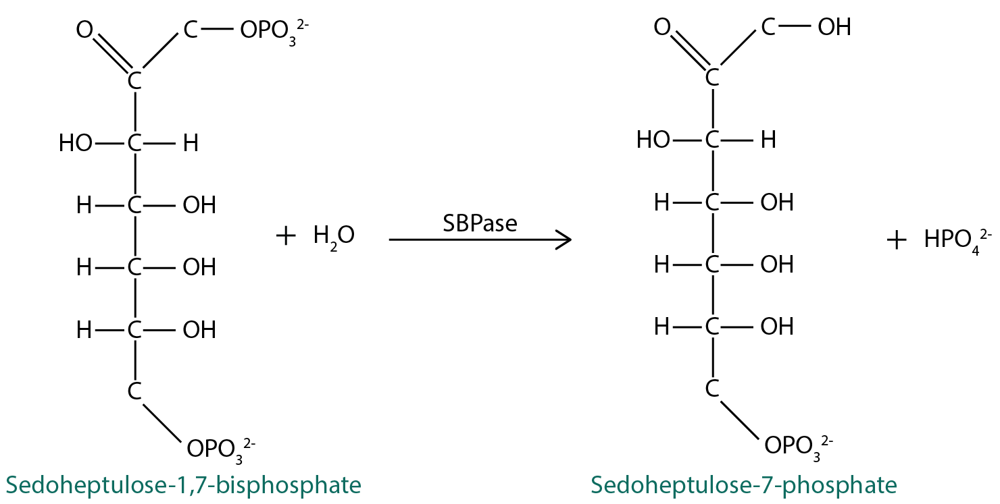 O C—OPO₃²⁻
C
HO—C—H
H—C—OH
H—C—OH
H—C—OH
C
OPO₃²⁻
Sedoheptulose-1,7-bisphosphate
+ H₂O
SBPase
O C—OH
C
HO—C—H
H—C—OH
H—C—OH
H—C—OH
C
OPO₃²⁻
Sedoheptulose-7-phosphate
+ HPO₄²⁻